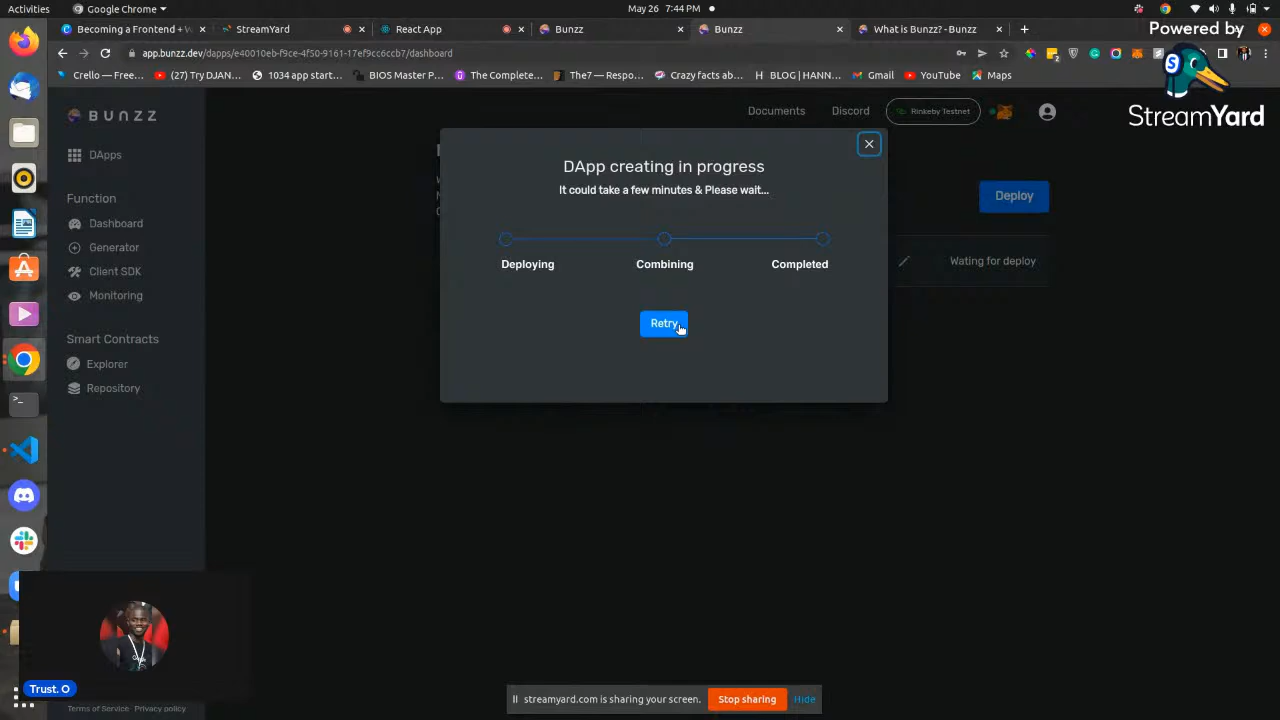 Activities
Google Chrome
May 26 7:44 PM
Becoming a Frontend + W
StreamYard
React App
Bunzz
Bunzz
What is Bunzz? - Bunzz
Powered by
app.bunzz.dev/dapps/e40010eb-f9ce-4f50-9161-17ef9cc6ccb7/dashboard
StreamYard
Crello — Free...
(27) Try DJAN...
1034 app start...
BIOS Master P...
The Complete...
The7 — Respo...
Crazy facts ab...
H BLOG | HANN...
Gmail
YouTube
Maps
BUNZZ
Documents
Discord
Rinkeby Testnet
DApps
Function
Dashboard
Generator
Client SDK
Monitoring
Smart Contracts
Explorer
Repository
DApp creating in progress
It could take a few minutes & Please wait...
Deploying
Combining
Completed
Retry
Deploy
Wating for deploy
Trust. O
Terms of Service Privacy policy
streamyard.com is sharing your screen.
Stop sharing
Hide